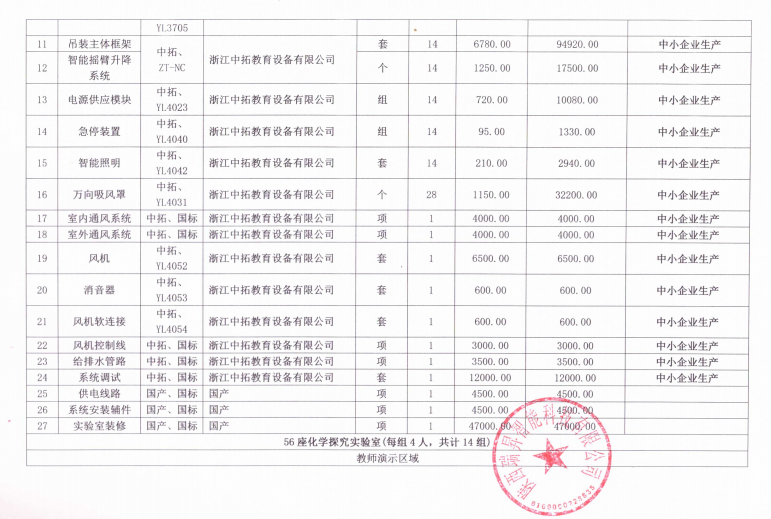 YL3705
11 吊装主体框架 中拓、ZT-NC 浙江中拓教育设备有限公司 套 14 6780.00 94920.00 中小企业生产
12 智能摇臂升降系统 个 14 1250.00 17500.00 中小企业生产
13 电源供应模块 中拓、YL4023 浙江中拓教育设备有限公司 组 14 720.00 10080.00 中小企业生产
14 急停装置 中拓、YL4040 浙江中拓教育设备有限公司 组 14 95.00 1330.00 中小企业生产
15 智能照明 中拓、YL4042 浙江中拓教育设备有限公司 套 14 210.00 2940.00 中小企业生产
16 万向吸风罩 中拓、YL4031 浙江中拓教育设备有限公司 个 28 1150.00 32200.00 中小企业生产
17 室内通风系统 中拓、国标 浙江中拓教育设备有限公司 项 1 4000.00 4000.00 中小企业生产
18 室外通风系统 中拓、国标 浙江中拓教育设备有限公司 项 1 4000.00 4000.00 中小企业生产
19 风机 中拓、YL4052 浙江中拓教育设备有限公司 套 1 6500.00 6500.00 中小企业生产
20 消音器 中拓、YL4053 浙江中拓教育设备有限公司 套 1 600.00 600.00 中小企业生产
21 风机软连接 中拓、YL4054 浙江中拓教育设备有限公司 套 1 600.00 600.00 中小企业生产
22 风机控制线 中拓、国标 浙江中拓教育设备有限公司 项 1 3000.00 3000.00 中小企业生产
23 给排水管路 中拓、国标 浙江中拓教育设备有限公司 项 1 3500.00 3500.00 中小企业生产
24 系统调试 中拓、国标 浙江中拓教育设备有限公司 套 1 12000.00 12000.00 中小企业生产
25 供电线路 国产、国标 国产 项 1 4500.00 4500.00
26 系统安装辅件 国产、国标 国产 项 1 4500.00 4500.00
27 实验室装修 国产、国标 国产 项 1 47000.00 47000.00
56 座化学探究实验室(每组 4 人，共计 14 组)
教师演示区域